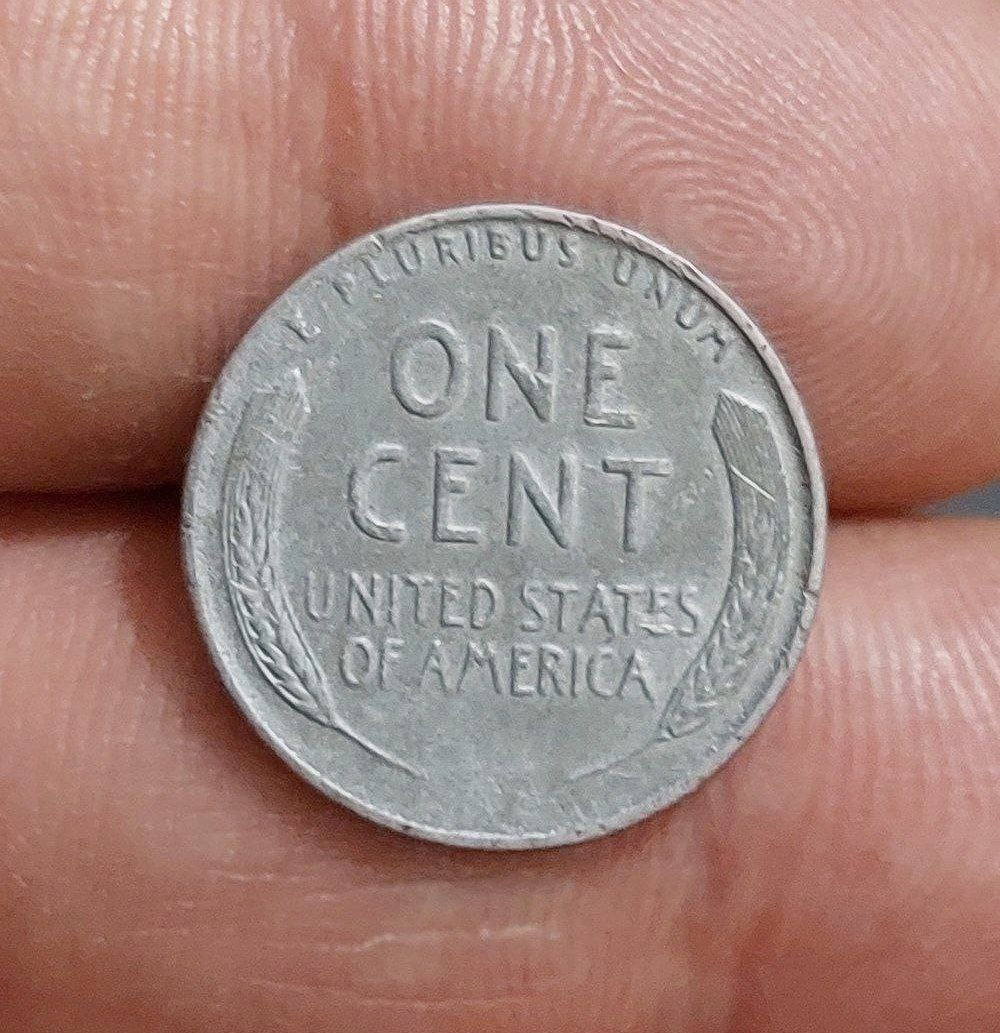 E PLURIBUS UNUM
ONE
CENT
UNITED STATES
OF AMERICA